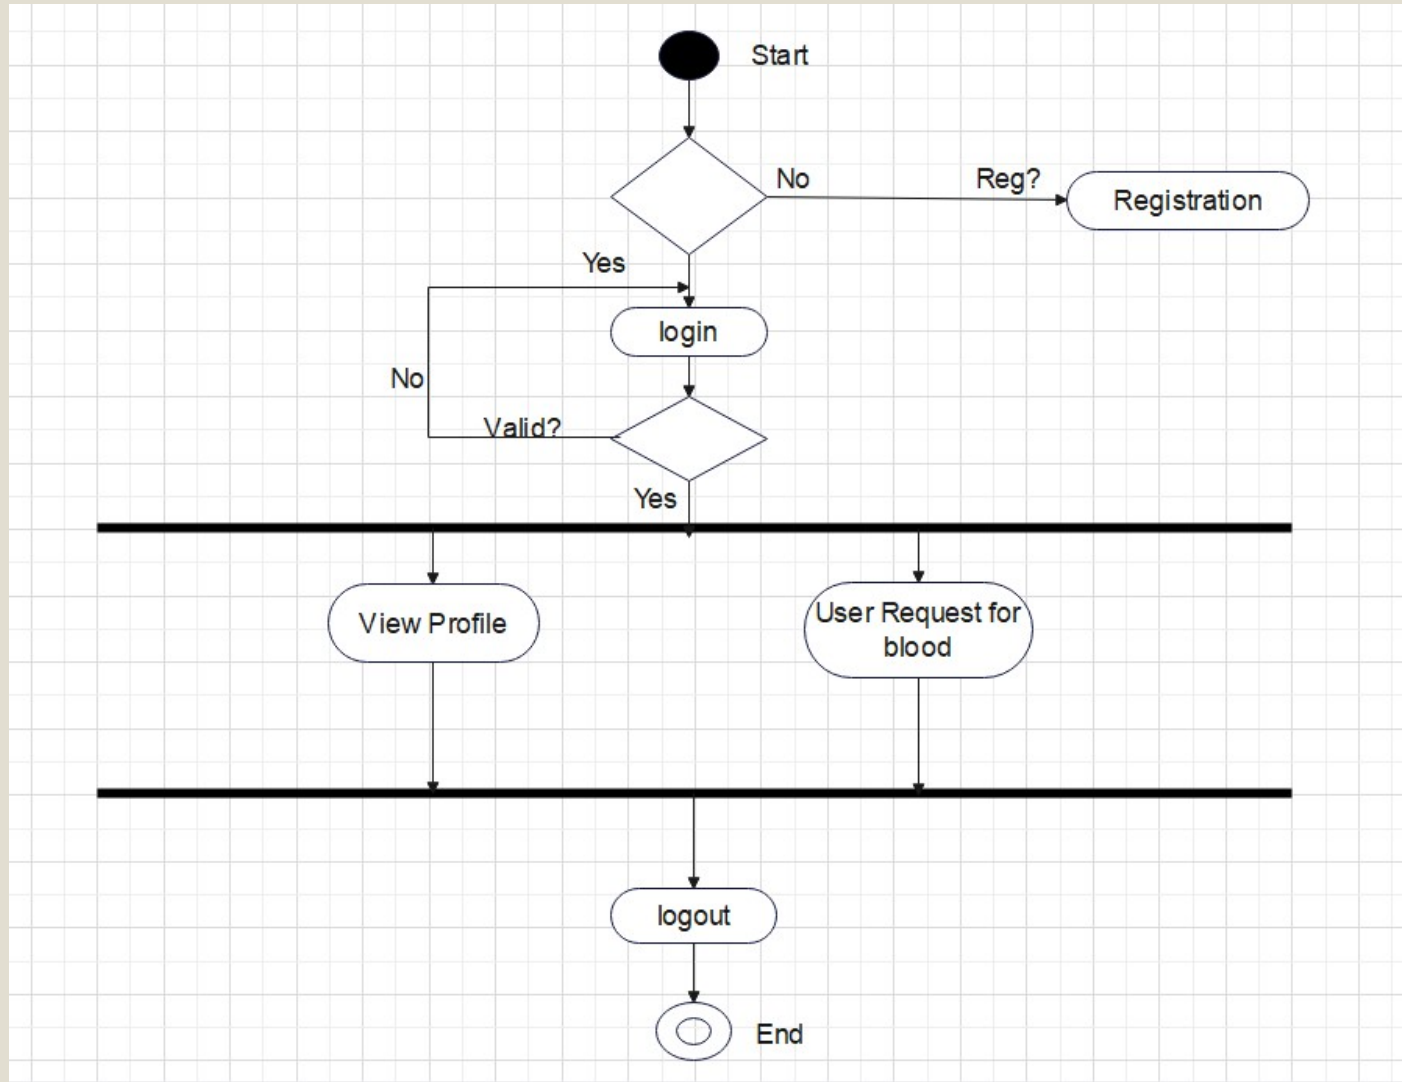 Start
No
Reg?
Registration
Yes
login
No
Valid?
Yes
View Profile
User Request for
blood
logout
End